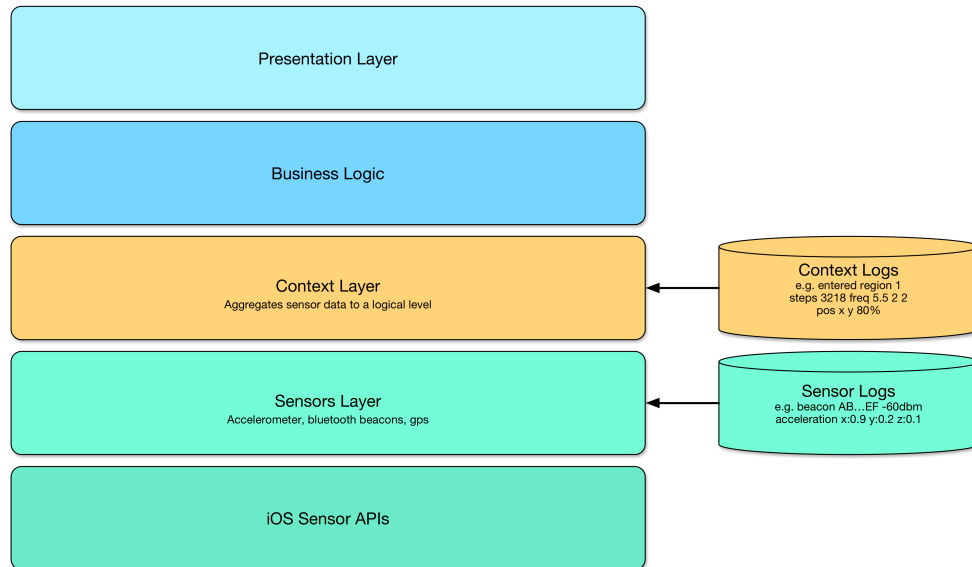 Presentation Layer
Business Logic
Context Layer
Aggregates sensor data to a logical level
Context Logs
e.g. entered region 1
steps 3218 freq 5.5 2 2
pos x y 80%
Sensors Layer
Accelerometer, bluetooth beacons, gps
Sensor Logs
e.g. beacon AB...EF -60dbm
acceleration x:0.9 y:0.2 z:0.1
iOS Sensor APIs